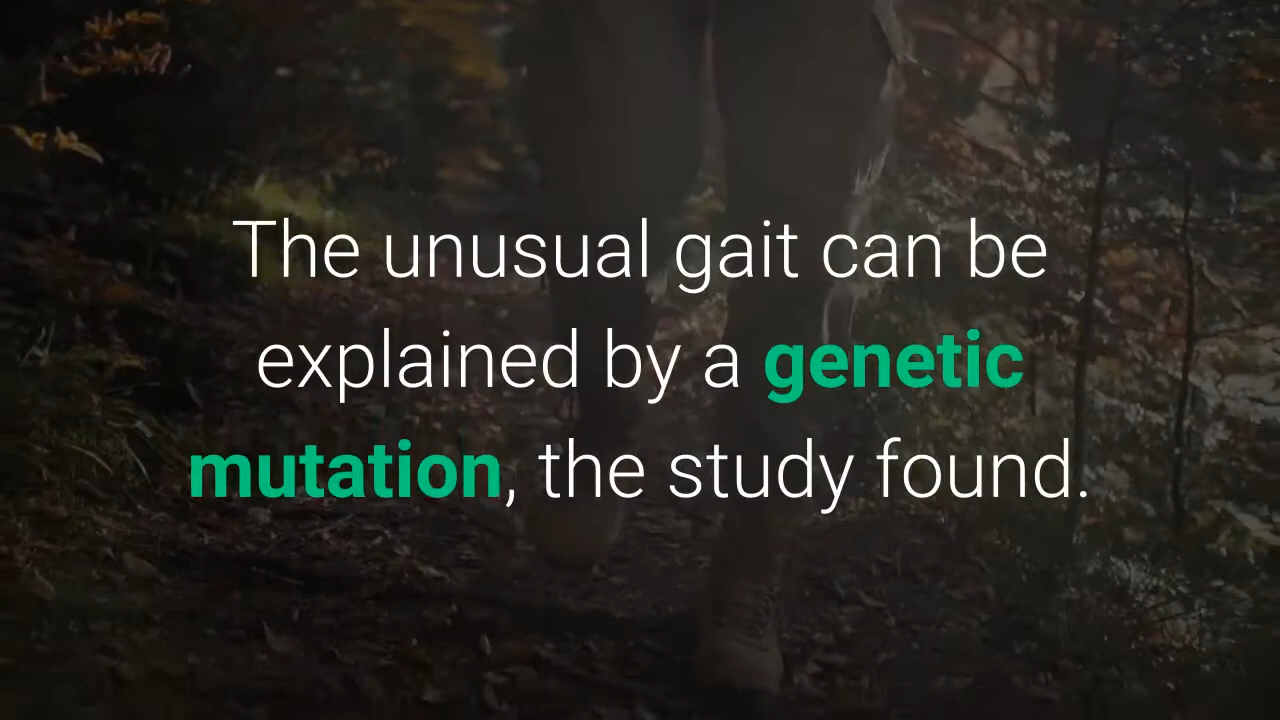 The unusual gait can be
explained by a genetic
mutation, the study found.